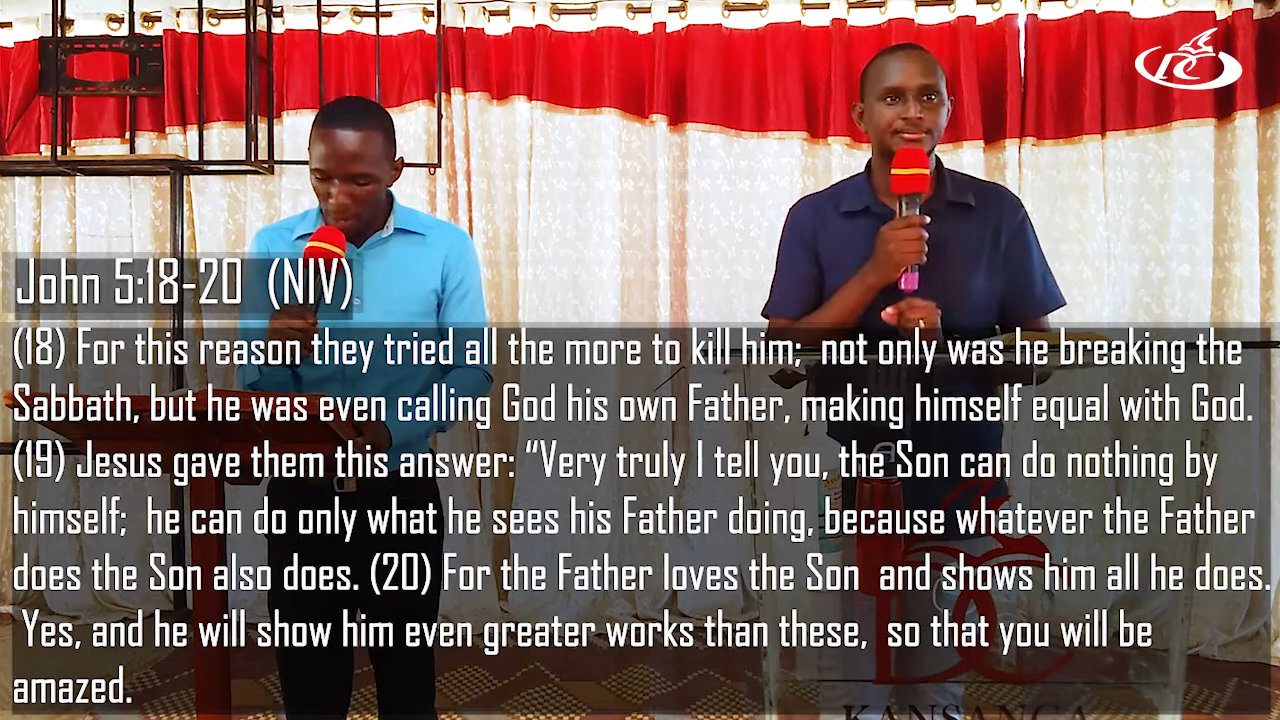 John 5:18-20 (NIV)
(18) For this reason they tried all the more to kill him; not only was he breaking the
Sabbath, but he was even calling God his own Father, making himself equal with God.
(19) Jesus gave them this answer: “Very truly I tell you, the Son can do nothing by
himself; he can do only what he sees his Father doing, because whatever the Father
does the Son also does. (20) For the Father loves the Son and shows him all he does.
Yes, and he will show him even greater works than these, so that you will be
amazed.
KANSANGA